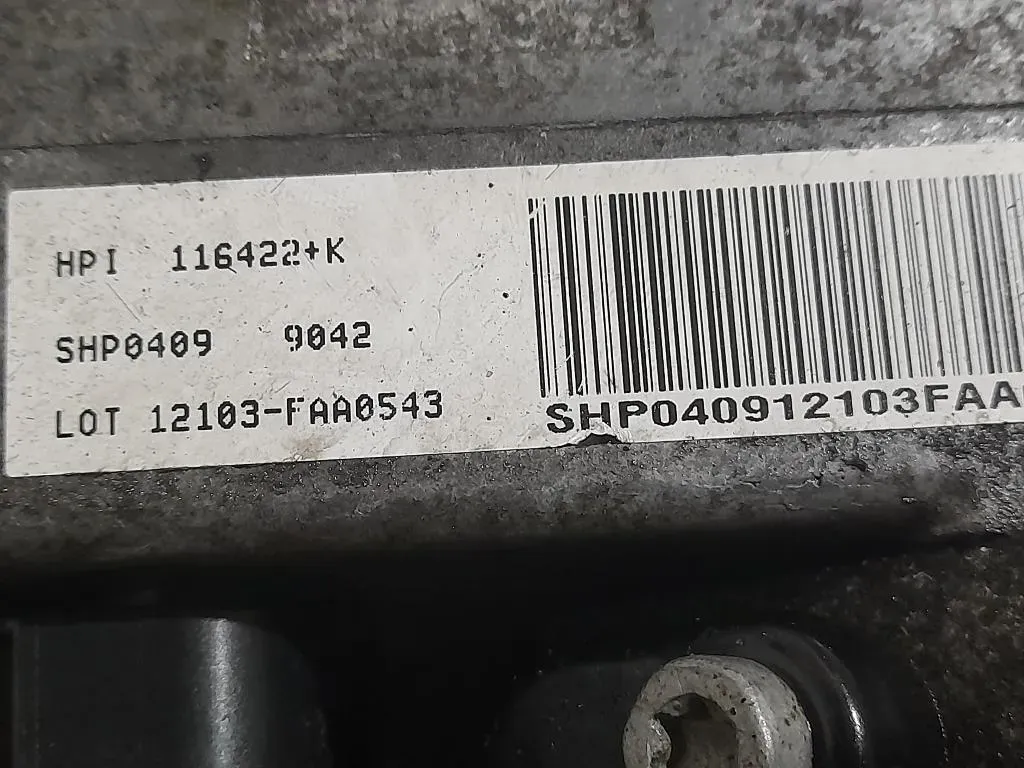 HPI 116422+K
SHP0409 9042
LOT 12103-FAA0543
SHP040912103FAA